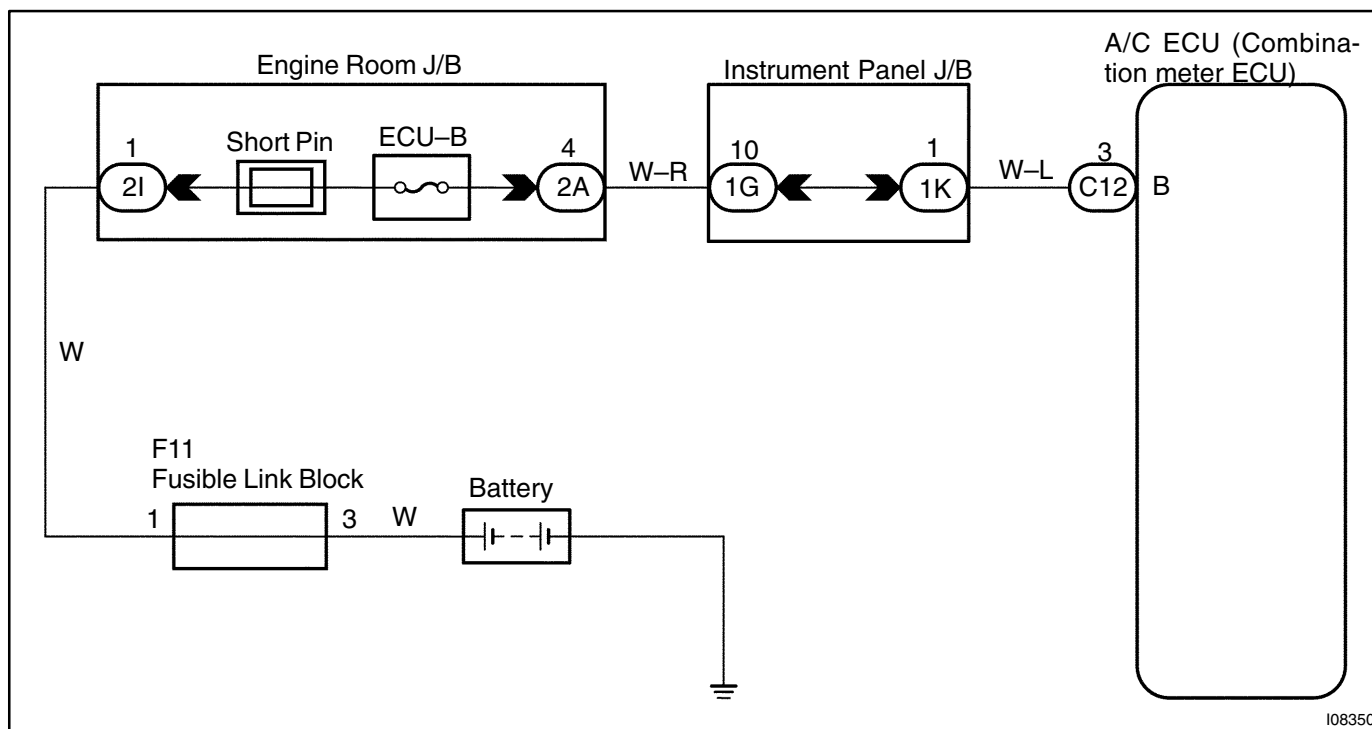 Engine Room J/B
Instrument Panel J/B
A/C ECU (Combina-
tion meter ECU)
1
Short Pin
ECU–B
4
10
1
3
2I
2A
W–R
1G
1K
W–L
C12
B
W
F11
Fusible Link Block
Battery
1
3
W
I08350